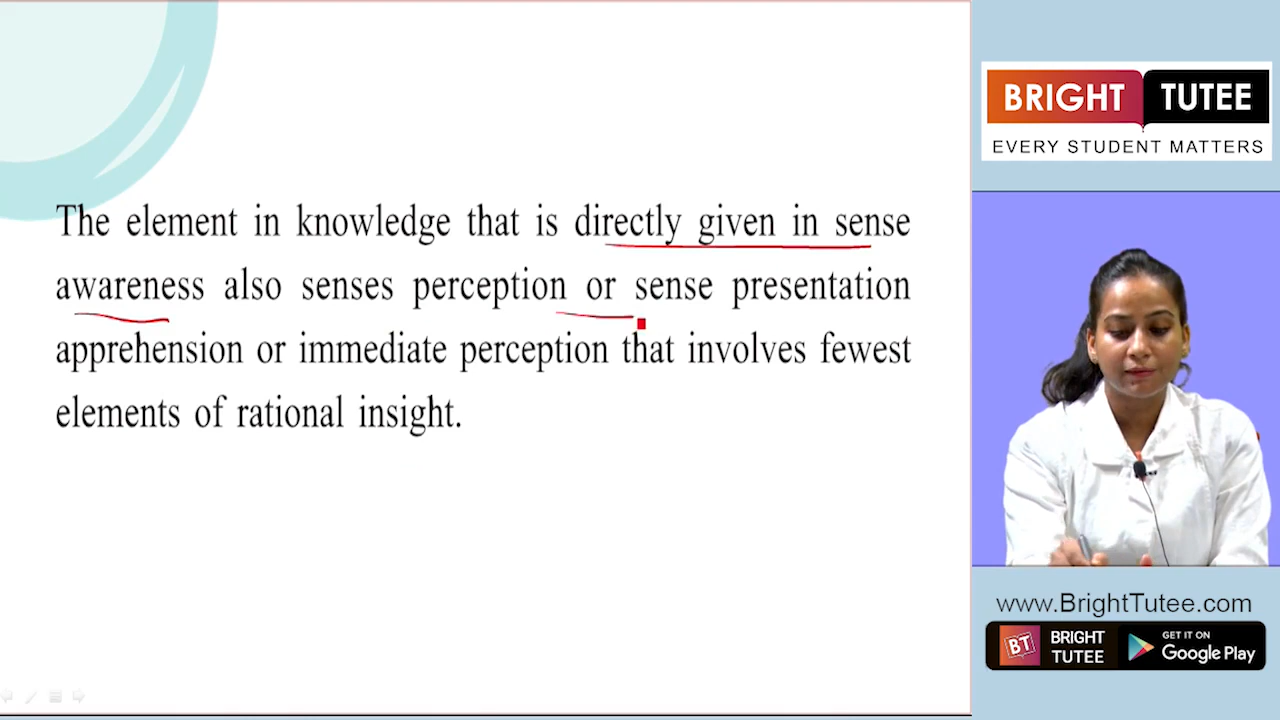 The element in knowledge that is directly given in sense
awareness also senses perception or sense presentation
apprehension or immediate perception that involves fewest
elements of rational insight.
BRIGHT TUTEE
EVERY STUDENT MATTERS
www.BrightTutee.com
BT
BRIGHT
TUTEE
GET IT ON
Google Play